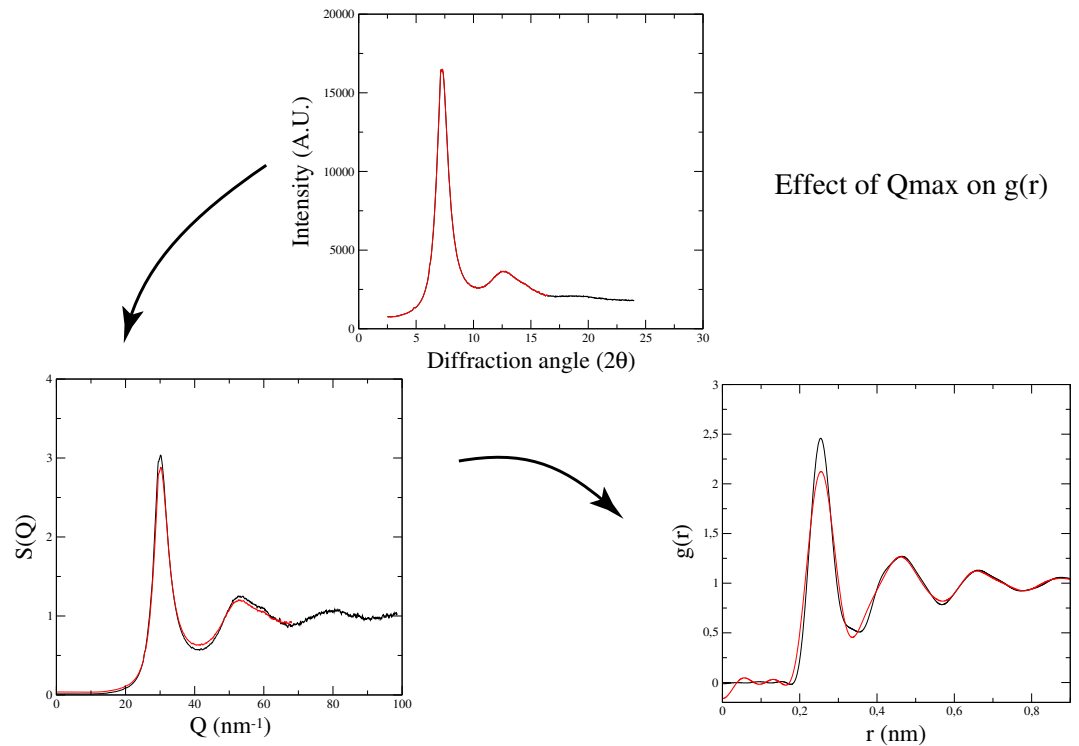 20000
15000
10000
5000
0
0 5 10 15 20 25 30
Intensity (A.U.)
Diffraction angle (2θ)
Effect of Qmax on g(r)
4
3
2
1
0
0 20 40 60 80 100
S(Q)
Q (nm-1)
2,5
2
1,5
1
0,5
0
0 0,2 0,4 0,6 0,8
g(r)
r (nm)